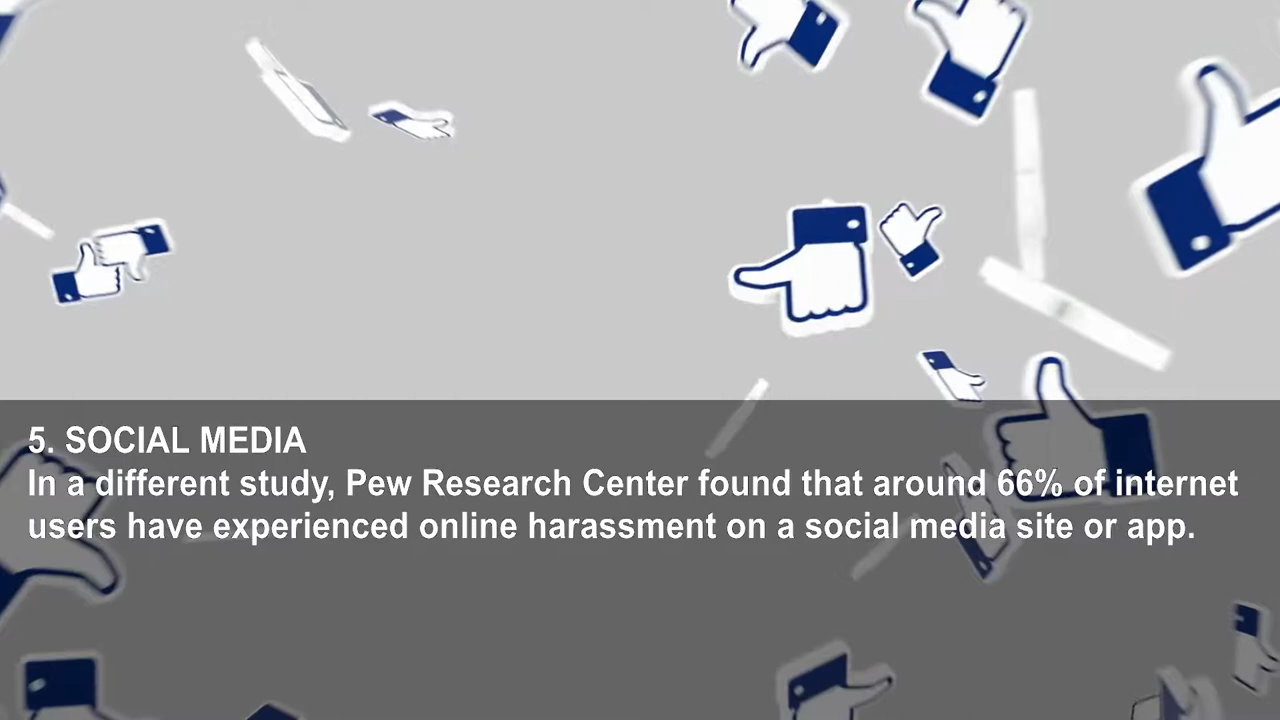 5. SOCIAL MEDIA
In a different study, Pew Research Center found that around 66% of internet
users have experienced online harassment on a social media site or app.